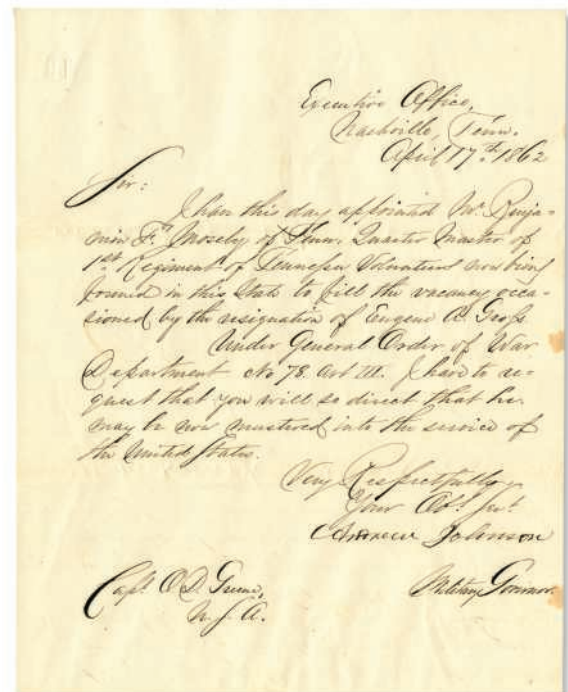 Executive Office,
Nashville, Tenn.
April 17th 1862
Sir:
I have this day appointed Mr. Benja-
min F. Mosely of Tenn. Quarter Master of
1st Regiment of Tennessee Volunteers now being
formed in this State to fill the vacancy occa-
sioned by the resignation of Eugene A.
Under General Order of War
Department No 78. Art III. I have to re-
quest that you will so direct that he
may be now mustered into the service of
the United States.
Very Respectfully
Your Obt. Svt.
Andrew Johnson
Military Governor.
Capt. O. D. Greene,
U. S. A.